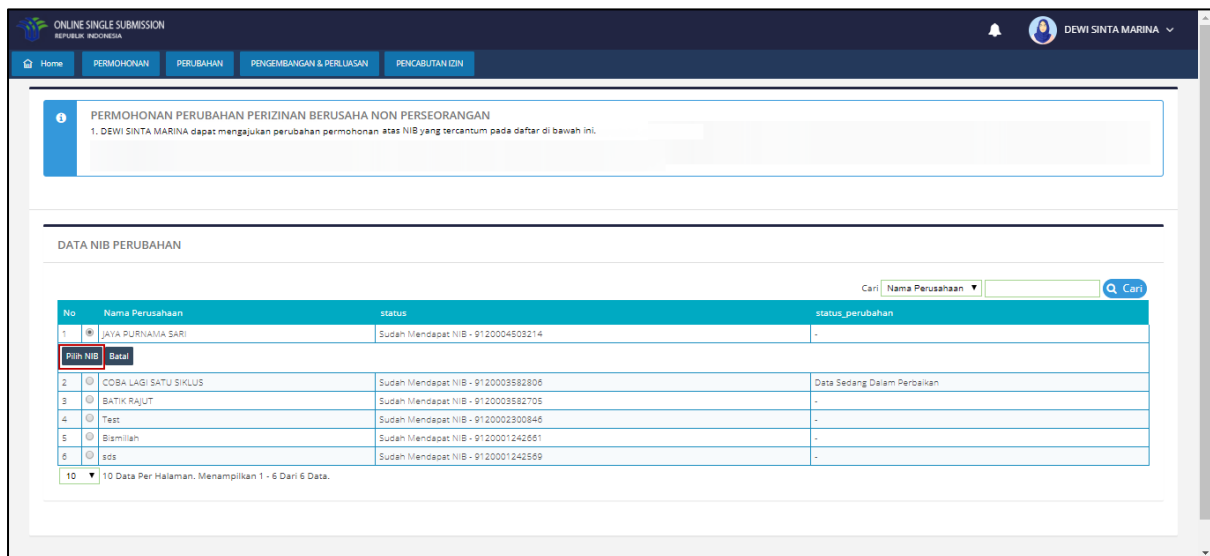 ONLINE SINGLE SUBMISSION
REPUBLIK INDONESIA
DEWI SINTA MARINA
Home PERMOHONAN PERUBAHAN PENGEMBANGAN & PERLUASAN PENCABUTAN IZIN
PERMOHONAN PERUBAHAN PERIZINAN BERUSAHA NON PERSEORANGAN
1. DEWI SINTA MARINA dapat mengajukan perubahan permohonan atas NIB yang tercantum pada daftar di bawah ini.
DATA NIB PERUBAHAN
Cari Nama Perusahaan Cari
No Nama Perusahaan status status_perubahan
1 JAYA PURNAMA SARI Sudah Mendapat NIB - 9120004503214 -
Pilih NIB Batal
2 COBA LAGI SATU SIKLUS Sudah Mendapat NIB - 9120003582806 Data Sedang Dalam Perbaikan
3 BATIK RAJUT Sudah Mendapat NIB - 9120003582705 -
4 Test Sudah Mendapat NIB - 9120002300846 -
5 Bismillah Sudah Mendapat NIB - 9120001242661 -
6 sds Sudah Mendapat NIB - 9120001242569 -
10 10 Data Per Halaman, Menampilkan 1 - 6 Dari 6 Data.